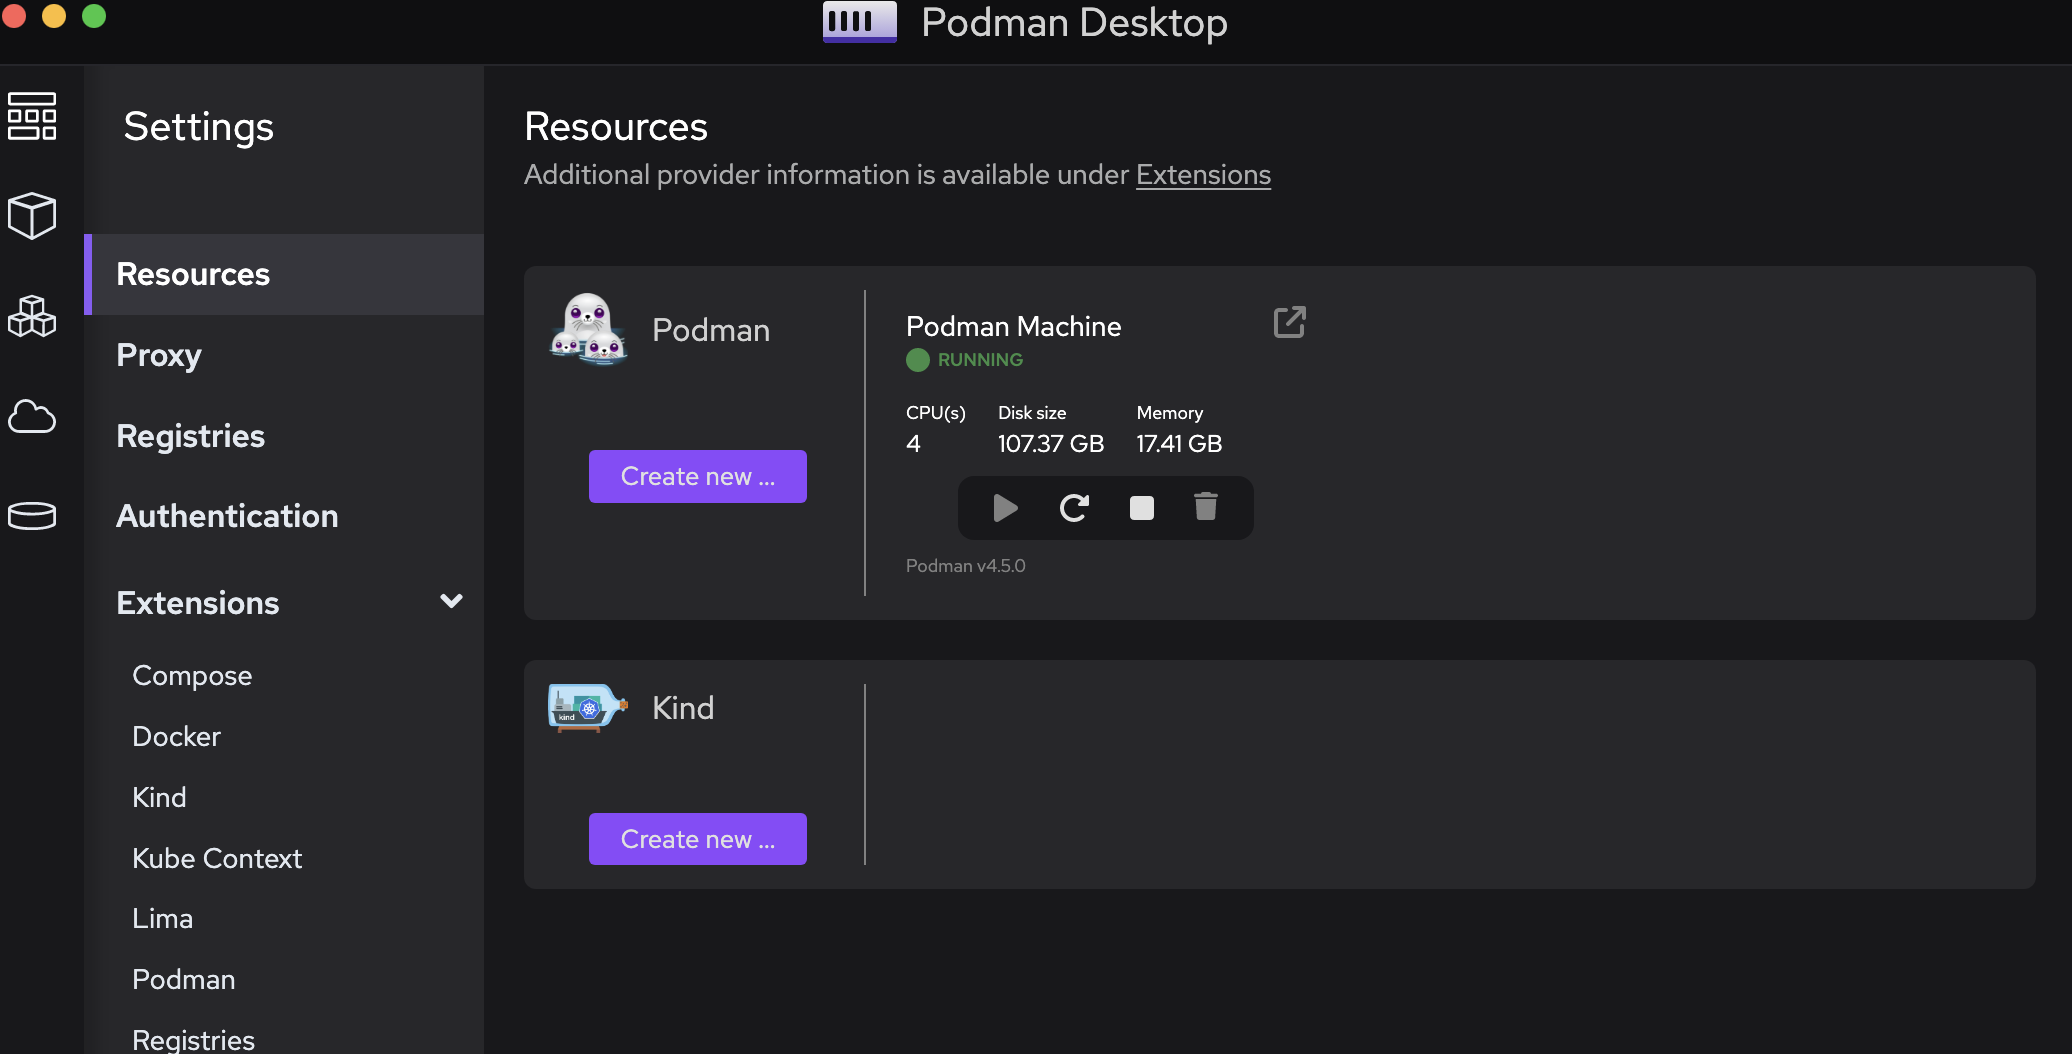 Podman Desktop
Settings
Resources
Proxy
Registries
Authentication
Extensions
Compose
Docker
Kind
Kube Context
Lima
Podman
Registries
Resources
Additional provider information is available under Extensions
Podman
Create new ...
Podman Machine
RUNNING
CPU(s) Disk size Memory
4 107.37 GB 17.41 GB
Podman v4.5.0
kind
Kind
Create new ...